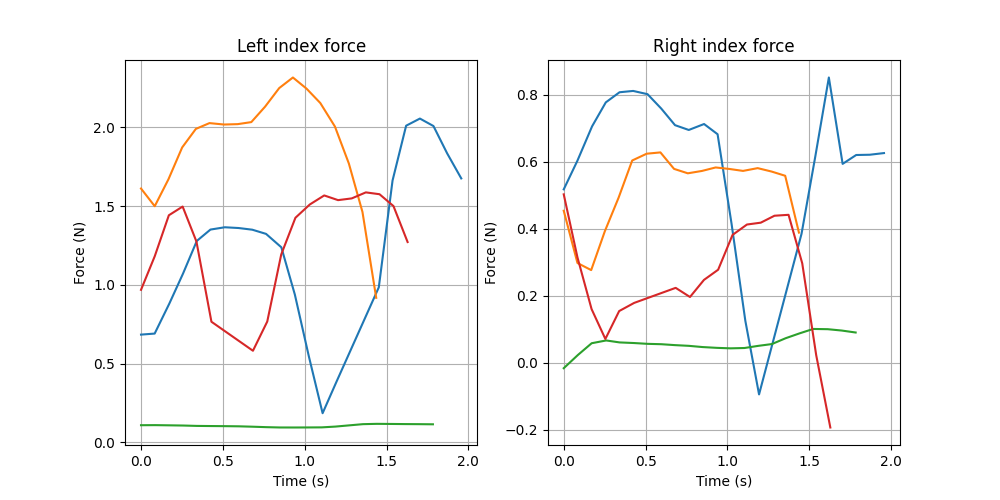 Left index force
Force (N)
2.0
1.5
1.0
0.5
0.0
0.0 0.5 1.0 1.5 2.0
Time (s)
Right index force
Force (N)
0.8
0.6
0.4
0.2
0.0
−0.2
0.0 0.5 1.0 1.5 2.0
Time (s)